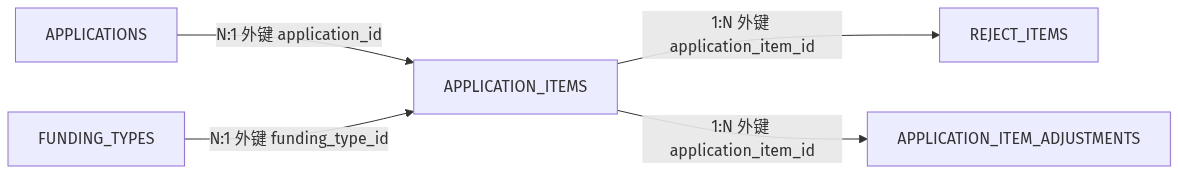 APPLICATIONS
N:1 外键 application_id
FUNDING_TYPES
N:1 外键 funding_type_id
APPLICATION_ITEMS
1:N 外键
application_item_id
REJECT_ITEMS
1:N 外键
application_item_id
APPLICATION_ITEM_ADJUSTMENTS